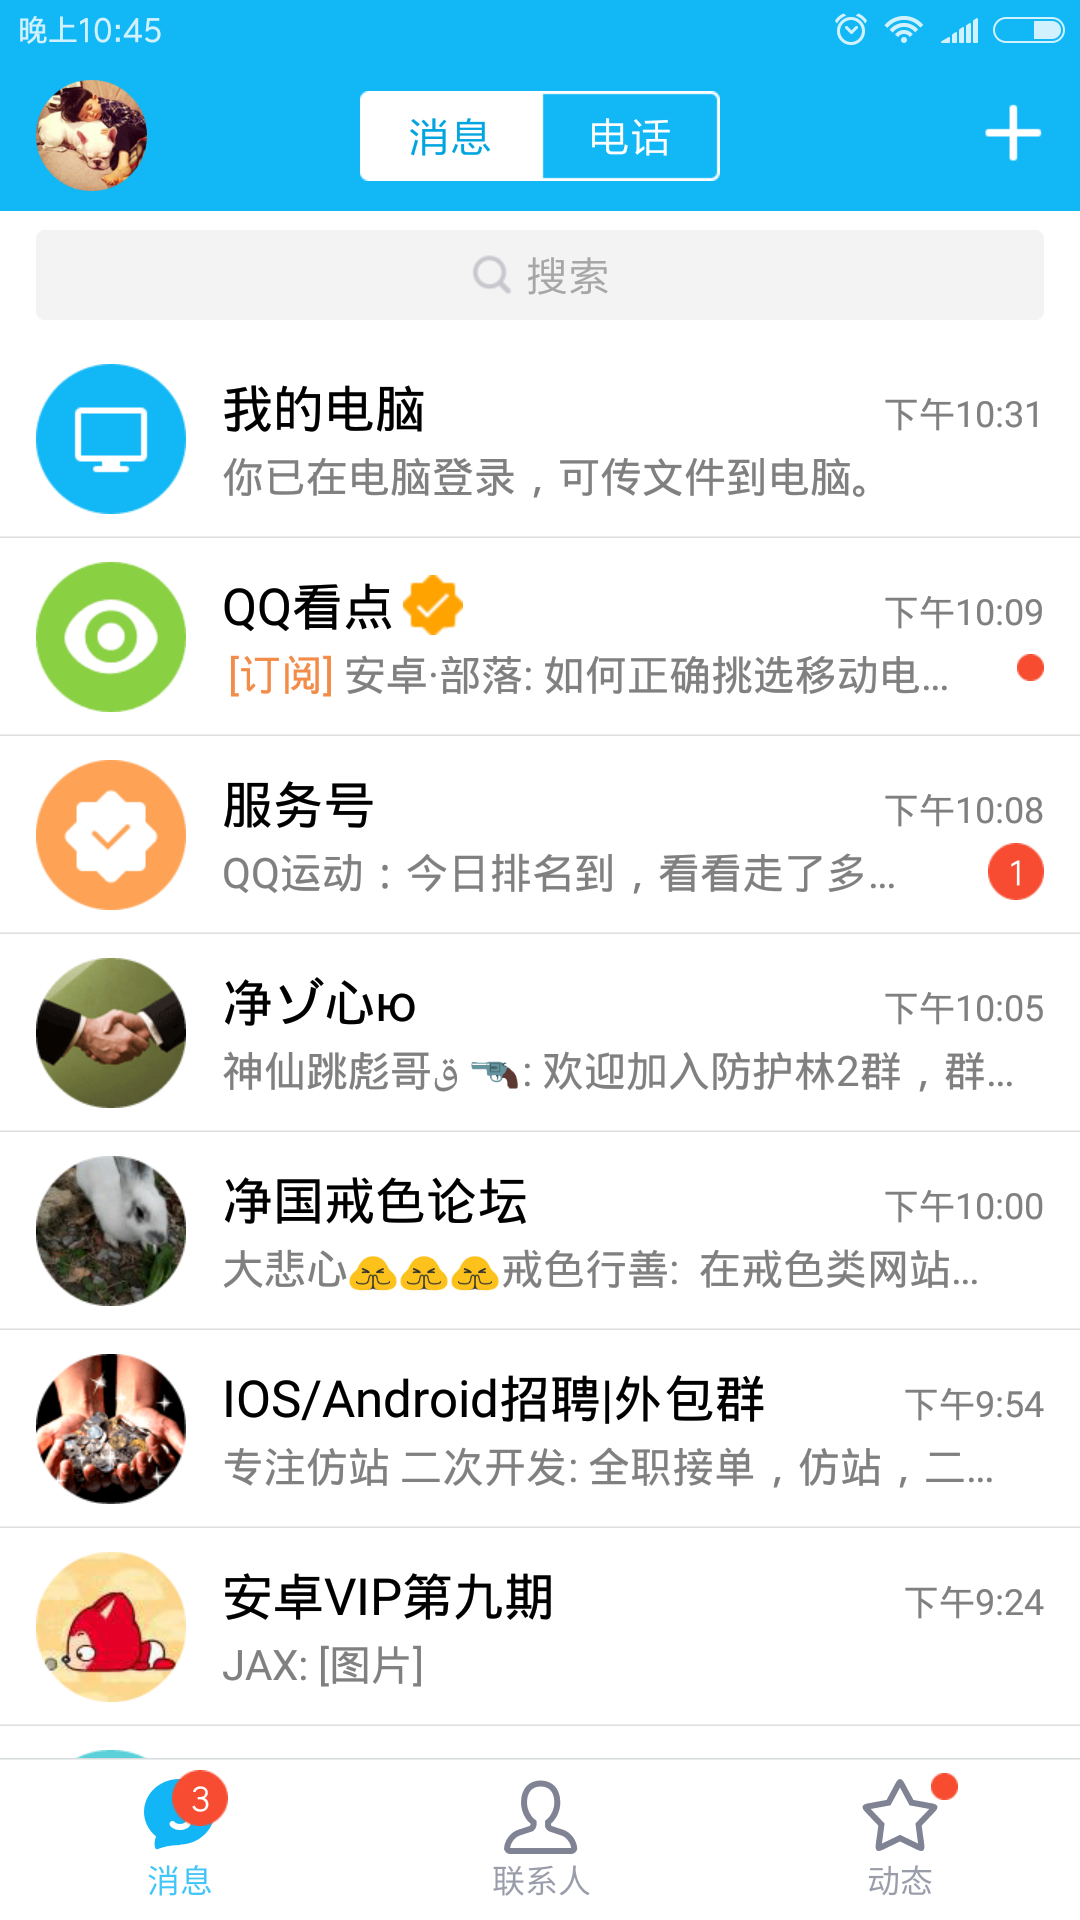 晚上10:45
消息 电话
搜索
我的电脑 下午10:31
你已在电脑登录，可传文件到电脑。
QQ看点 下午10:09
[订阅] 安卓·部落: 如何正确挑选移动电...
服务号 下午10:08
QQ运动：今日排名到，看看走了多...
1
净ゾ心ю 下午10:05
神仙跳彪哥ق 🔫: 欢迎加入防护林2群，群...
净国戒色论坛 下午10:00
大悲心🙏🙏🙏戒色行善: 在戒色类网站...
IOS/Android招聘|外包群 下午9:54
专注仿站 二次开发: 全职接单，仿站，二...
安卓VIP第九期 下午9:24
JAX: [图片]
3
消息 联系人 动态